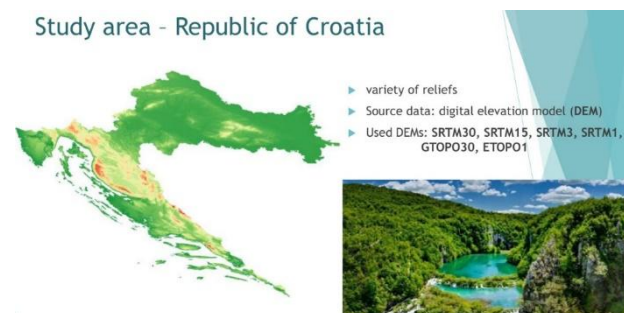 Study area - Republic of Croatia
variety of reliefs
Source data: digital elevation model (DEM)
Used DEMs: SRTM30, SRTM15, SRTM3, SRTM1,
GTOPO30, ETOPO1